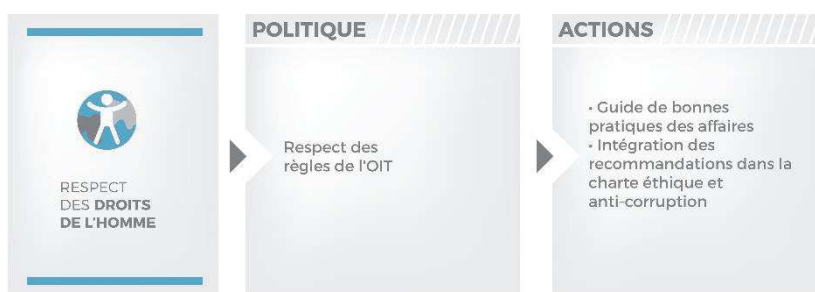 RESPECT
DES DROITS
DE L'HOMME
POLITIQUE
Respect des
règles de l'OIT
ACTIONS
• Guide de bonnes
pratiques des affaires
• Intégration des
recommandations dans la
charte éthique et
anti-corruption